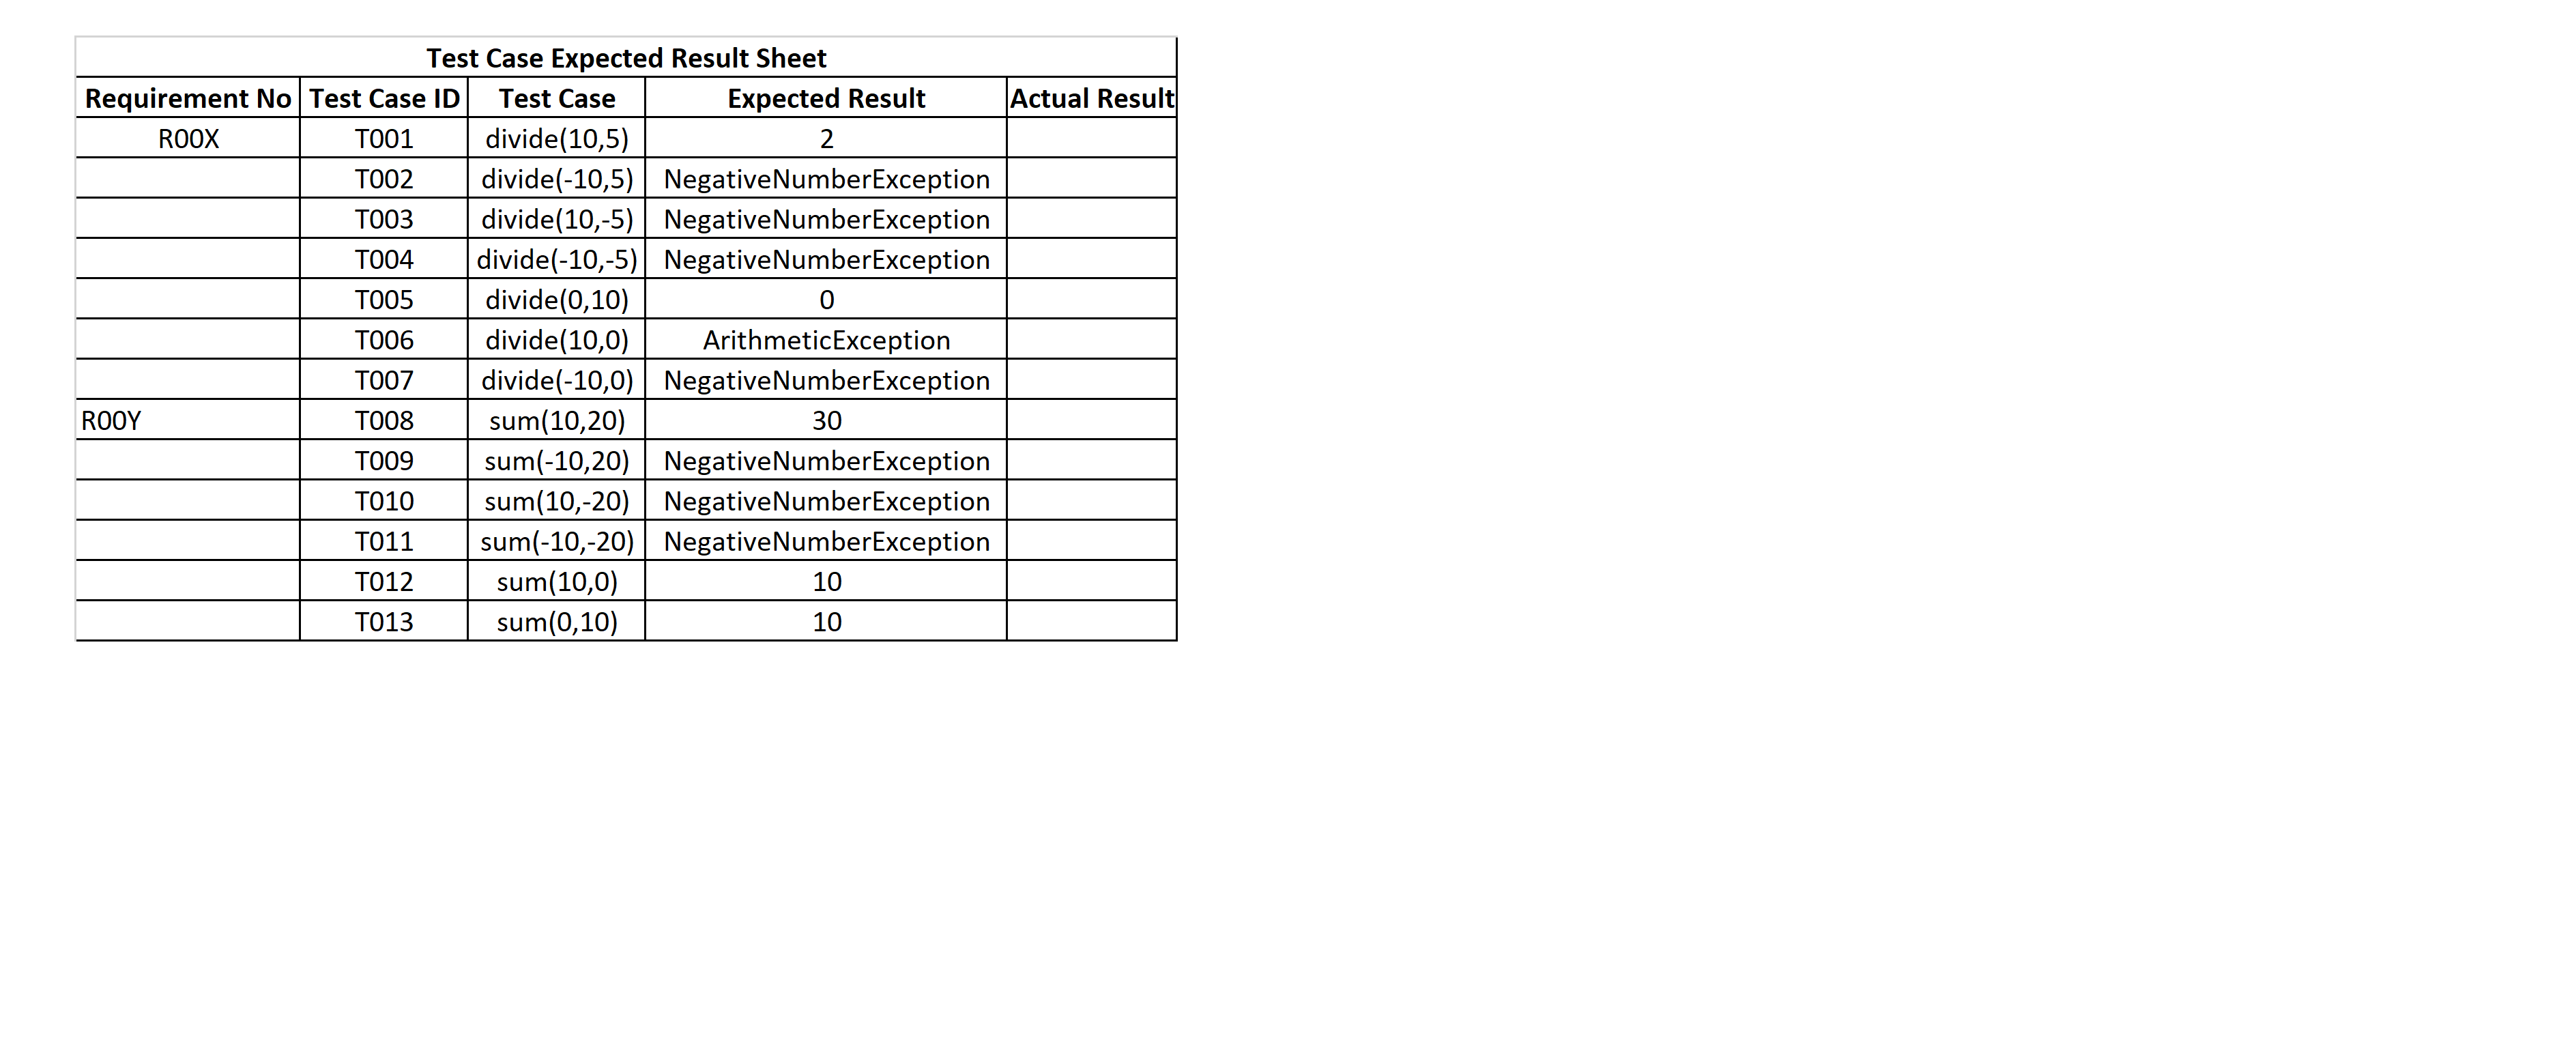 Test Case Expected Result Sheet
Requirement No Test Case ID Test Case Expected Result Actual Result
R00X T001 divide(10,5) 2
T002 divide(-10,5) NegativeNumberException
T003 divide(10,-5) NegativeNumberException
T004 divide(-10,-5) NegativeNumberException
T005 divide(0,10) 0
T006 divide(10,0) ArithmeticException
T007 divide(-10,0) NegativeNumberException
R00Y T008 sum(10,20) 30
T009 sum(-10,20) NegativeNumberException
T010 sum(10,-20) NegativeNumberException
T011 sum(-10,-20) NegativeNumberException
T012 sum(10,0) 10
T013 sum(0,10) 10